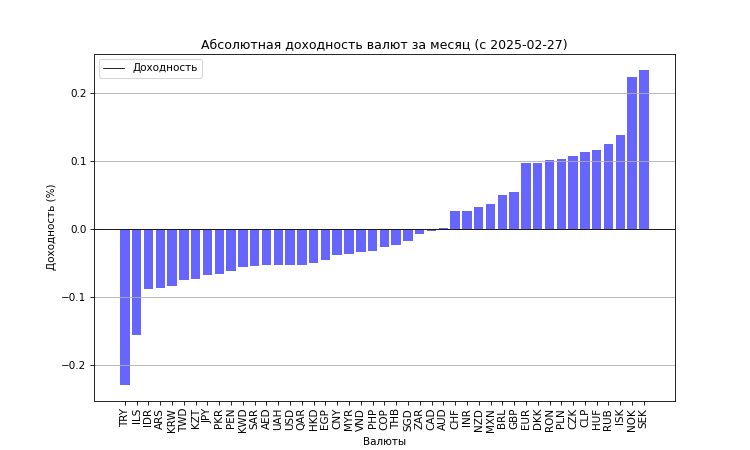 Абсолютная доходность валют за месяц (с 2025-02-27)
Доходность
Доходность (%)
0.2
0.1
0.0
−0.1
−0.2
TRY ILS IDR ARS KRW TWD KZT JPY PKR PEN KWD SAR AED UAH USD QAR HKD EGP CNY MYR VND PHP COP THB SGD ZAR CAD AUD CHF INR NZD MXN BRL GBP EUR DKK RON PLN CZK CLP HUF RUB ISK NOK SEK
Валюты